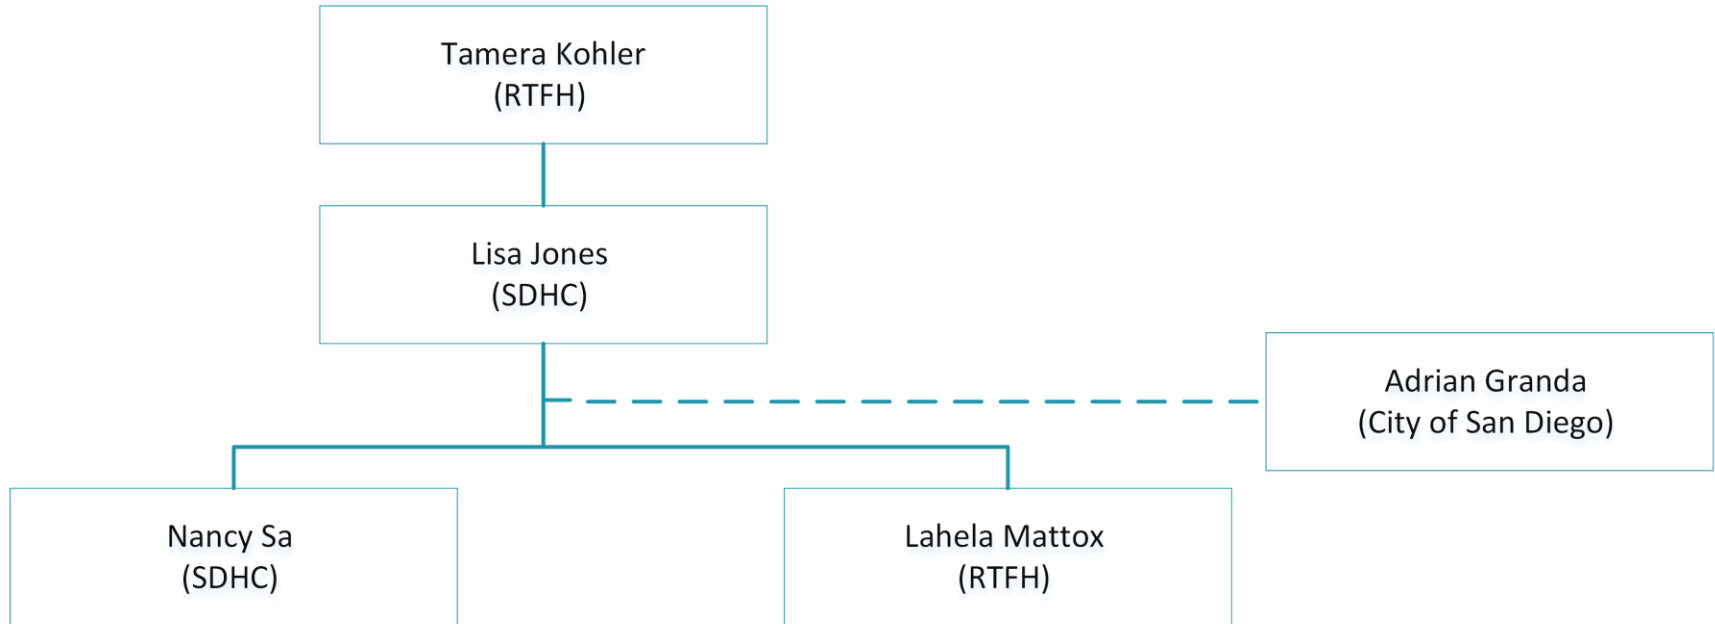 Tamera Kohler
(RTFH)
Lisa Jones
(SDHC)
Adrian Granda
(City of San Diego)
Nancy Sa
(SDHC)
Lahela Mattox
(RTFH)